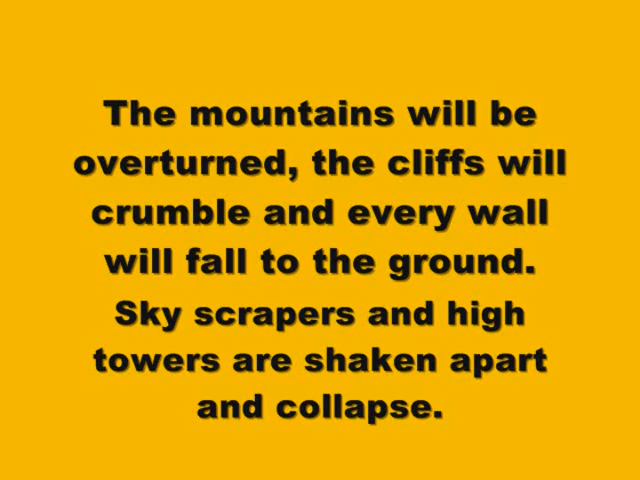 The mountains will be
overturned, the cliffs will
crumble and every wall
will fall to the ground.
Sky scrapers and high
towers are shaken apart
and collapse.